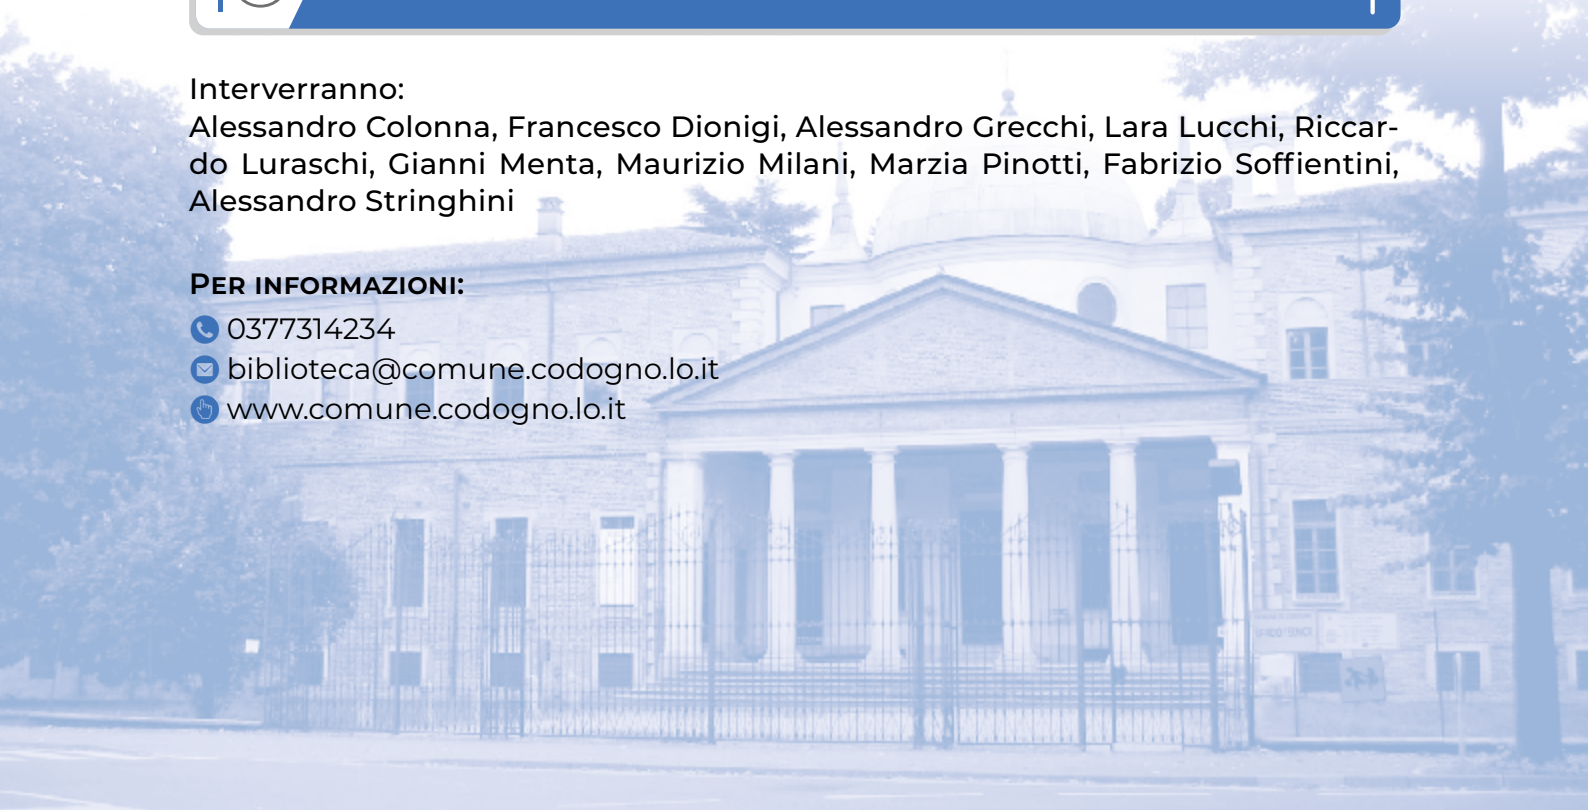 Interverranno:
Alessandro Colonna, Francesco Dionigi, Alessandro Grecchi, Lara Lucchi, Riccar-
do Luraschi, Gianni Menta, Maurizio Milani, Marzia Pinotti, Fabrizio Soffientini,
Alessandro Stringhini
PER INFORMAZIONI:
0377314234
biblioteca@comune.codogno.lo.it
www.comune.codogno.lo.it